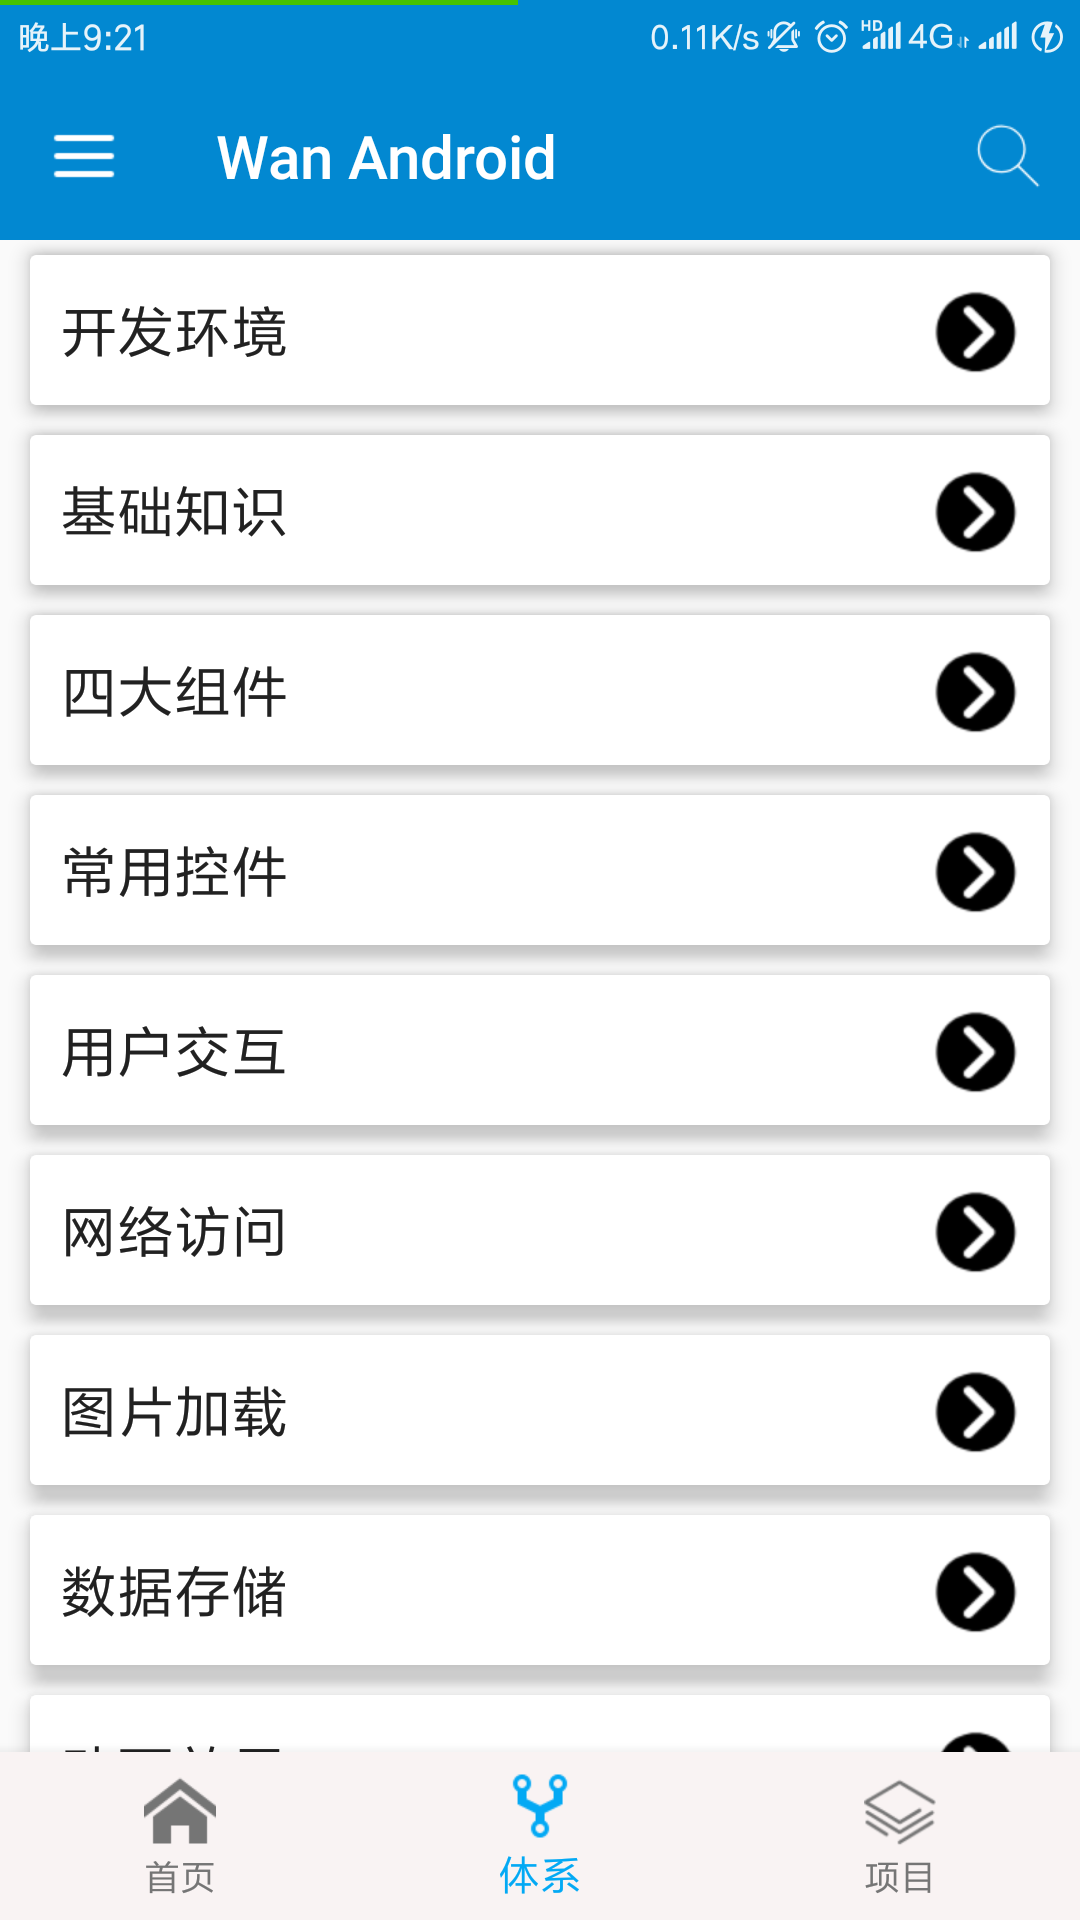 晚上9:21 0.11K/s HD 4G
Wan Android
开发环境
基础知识
四大组件
常用控件
用户交互
网络访问
图片加载
数据存储
首页 体系 项目